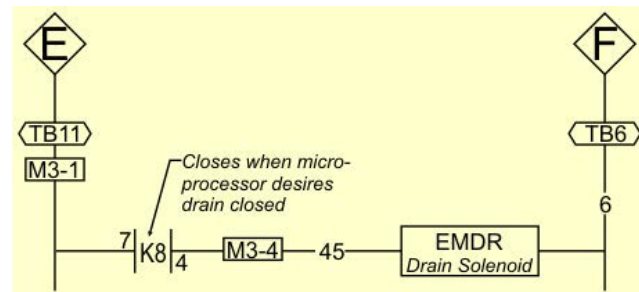 E
F
TB11
TB6
M3-1
Closes when micro-
processor desires
drain closed
6
7
K8
4
M3-4
45
EMDR
Drain Solenoid